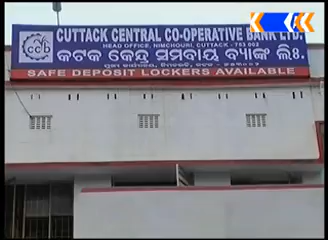 CUTTACK CENTRAL CO-OPERATIVE BANK LTD.
HEAD OFFICE, NIMCHOURI, CUTTACK - 753 002
କଟକ କେନ୍ଦ୍ର ସମବାୟ ବ୍ୟାଙ୍କ ଲିଃ.
SAFE DEPOSIT LOCKERS AVAILABLE